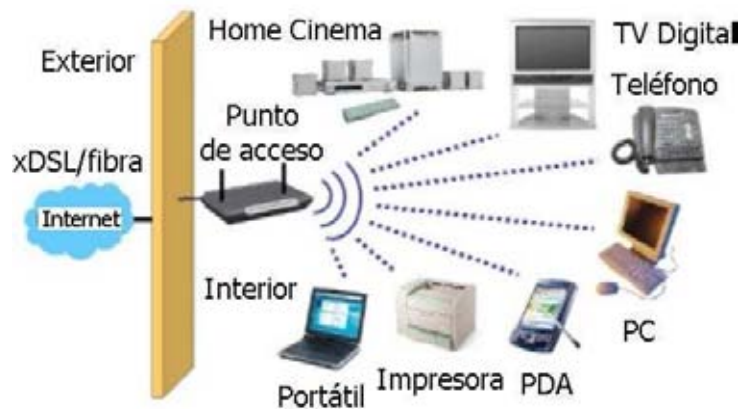 Home Cinema
TV Digital
Exterior
Teléfono
Punto
de acceso
xDSL/fibra
Internet
Interior
PC
Portátil
Impresora
PDA